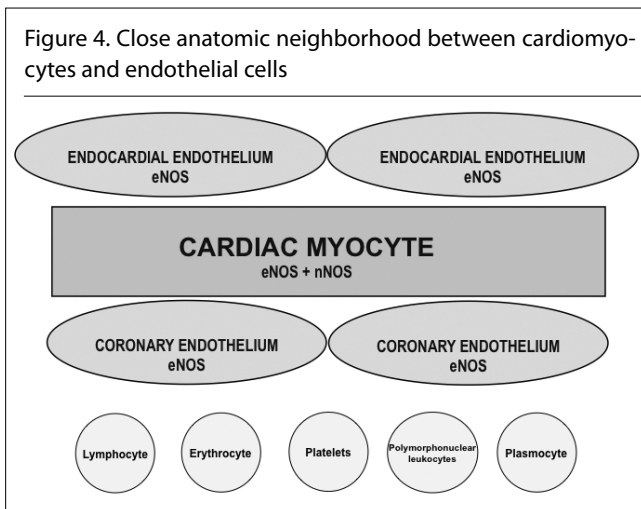 Figure 4. Close anatomic neighborhood between cardiomyo-
cytes and endothelial cells
ENDOCARDIAL ENDOTHELIUM
eNOS
ENDOCARDIAL ENDOTHELIUM
eNOS
CARDIAC MYOCYTE
eNOS + nNOS
CORONARY ENDOTHELIUM
eNOS
CORONARY ENDOTHELIUM
eNOS
Lymphocyte
Erythrocyte
Platelets
Polymorphonuclear
leukocytes
Plasmocyte